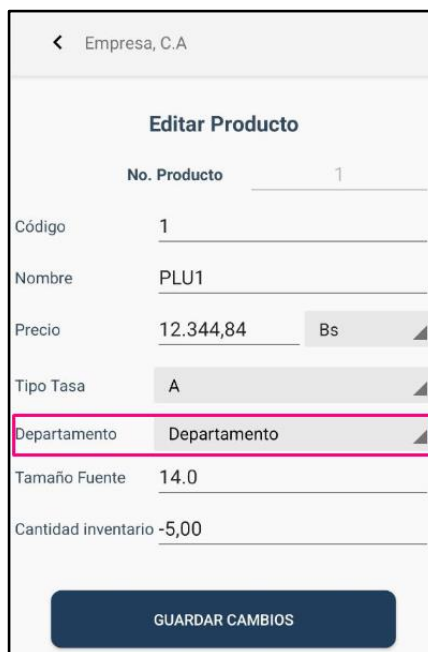 Empresa, C.A
Editar Producto
No. Producto 1
Código 1
Nombre PLU1
Precio 12.344,84 Bs
Tipo Tasa A
Departamento Departamento
Tamaño Fuente 14.0
Cantidad inventario -5,00
GUARDAR CAMBIOS